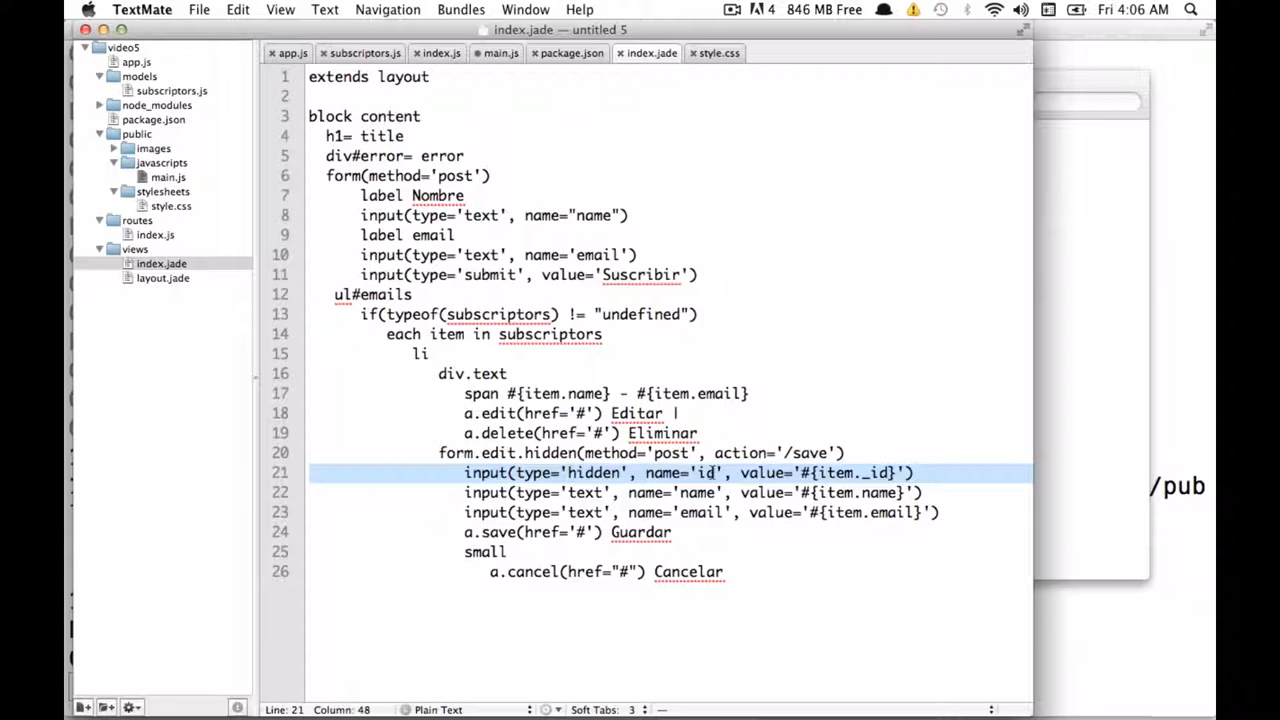 TextMate File Edit View Text Navigation Bundles Window Help 4 846 MB Free Fri 4:06 AM
index.jade — untitled 5
video5
app.js
models
subscriptors.js
node_modules
package.json
public
images
javascripts
main.js
stylesheets
style.css
routes
index.js
views
index.jade
layout.jade
app.js subscriptors.js index.js main.js package.json index.jade style.css
1 extends layout
2
3 block content
4 h1= title
5 div#error= error
6 form(method='post')
7 label Nombre
8 input(type='text', name="name")
9 label email
10 input(type='text', name='email')
11 input(type='submit', value='Suscribir')
12 ul#emails
13 if(typeof(subscriptors) != "undefined")
14 each item in subscriptors
15 li
16 div.text
17 span #{item.name} - #{item.email}
18 a.edit(href='#') Editar |
19 a.delete(href='#') Eliminar
20 form.edit.hidden(method='post', action='/save')
21 input(type='hidden', name='id', value='#{item._id}')
22 input(type='text', name='name', value='#{item.name}')
23 input(type='text', name='email', value='#{item.email}')
24 a.save(href='#') Guardar
25 small
26 a.cancel(href="#") Cancelar
/pub
Line: 21 Column: 48 Plain Text Soft Tabs: 3 —